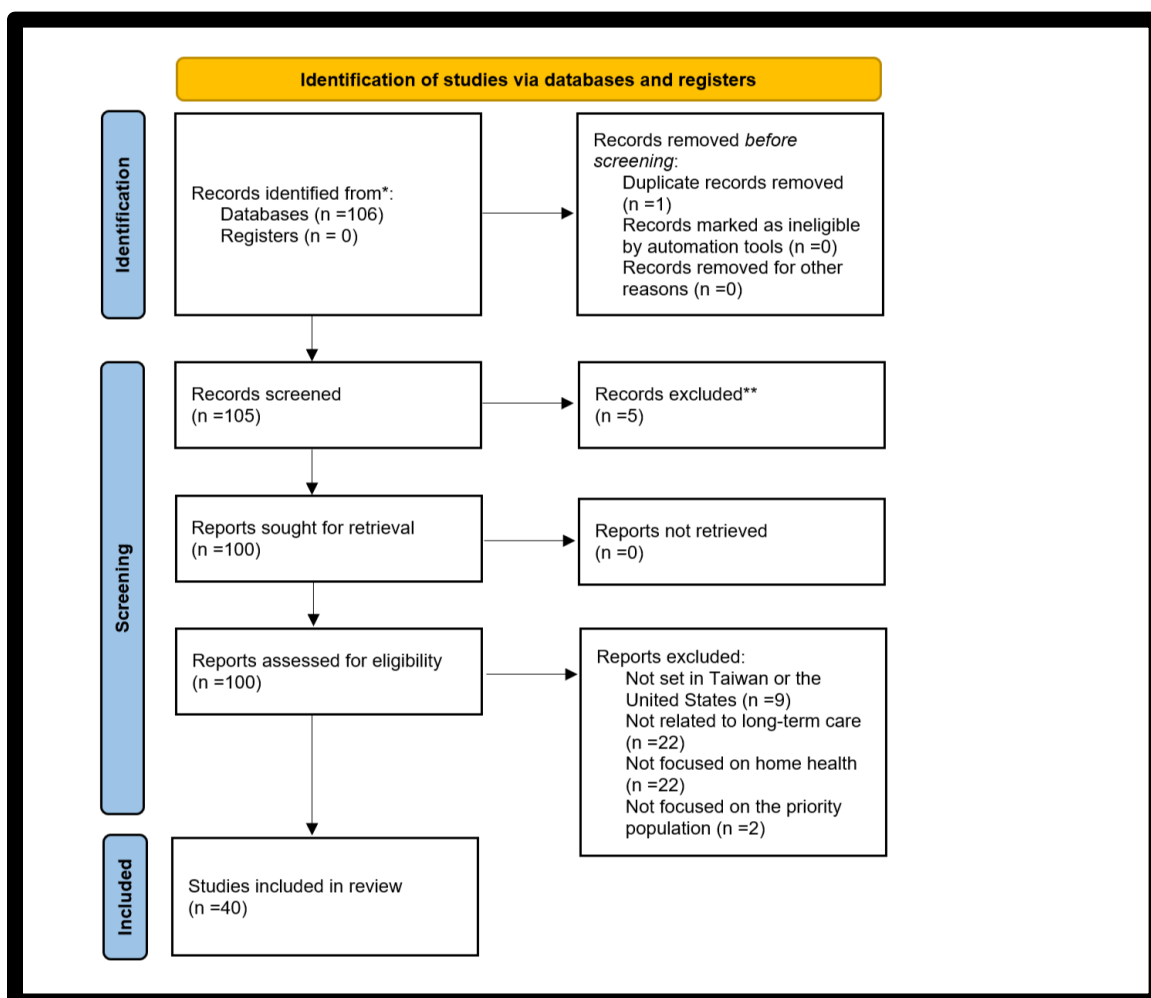 Identification of studies via databases and registers
Identification
Records identified from*:
Databases (n =106)
Registers (n = 0)
Records removed before
screening:
Duplicate records removed
(n =1)
Records marked as ineligible
by automation tools (n =0)
Records removed for other
reasons (n =0)
Screening
Records screened
(n =105)
Records excluded**
(n =5)
Reports sought for retrieval
(n =100)
Reports not retrieved
(n =0)
Reports assessed for eligibility
(n =100)
Reports excluded:
Not set in Taiwan or the
United States (n =9)
Not related to long-term care
(n =22)
Not focused on home health
(n =22)
Not focused on the priority
population (n =2)
Included
Studies included in review
(n =40)